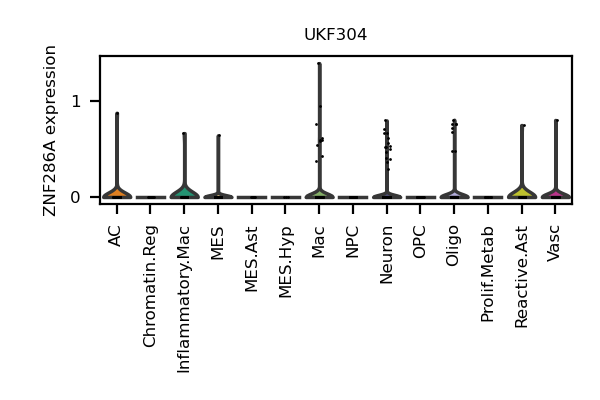 UKF304
ZNF286A expression
1
0
AC
Chromatin.Reg
Inflammatory.Mac
MES
MES.Ast
MES.Hyp
Mac
NPC
Neuron
OPC
Oligo
Prolif.Metab
Reactive.Ast
Vasc